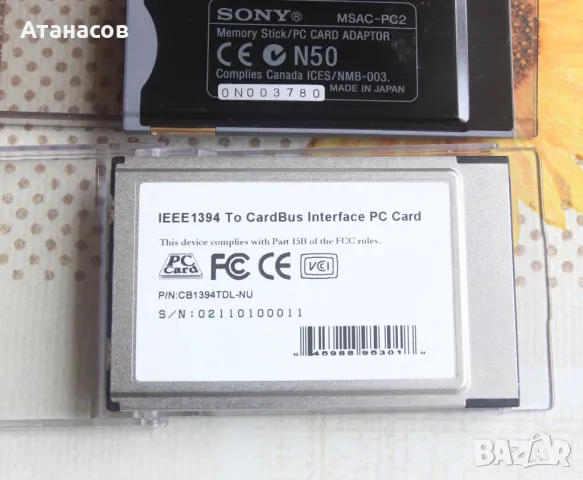 Атанасов
SONY®
MSAC-PC2
Memory Stick/PC CARD ADAPTOR
CE N50
Complies Canada ICES/NMB-003.
0N003780
MADE IN JAPAN
IEEE1394 To CardBus Interface PC Card
This device complies with Part 15B of the FCC rules.
PC Card FC CE VCI
P/N:CB1394TDL-NU
S/N:02110100011
BAZAR